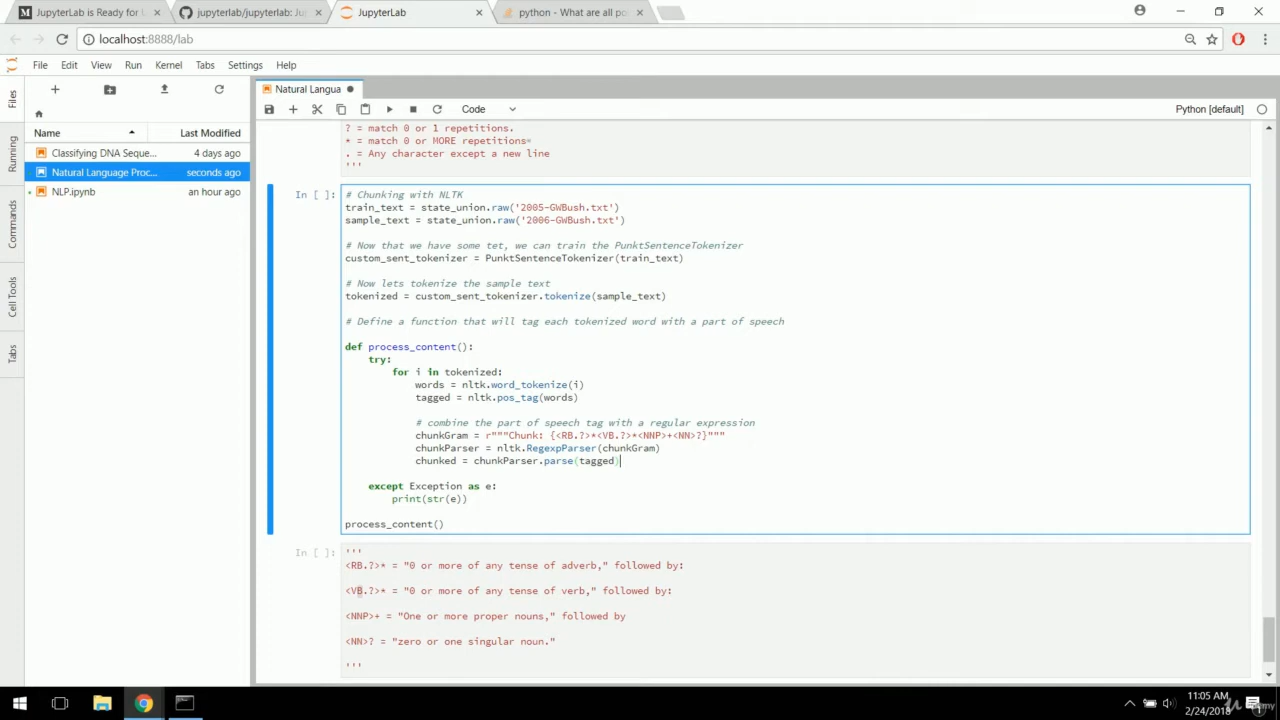 JupyterLab is Ready for
jupyterlab/jupyterlab: Ju
JupyterLab
python - What are all po
localhost:8888/lab
File Edit View Run Kernel Tabs Settings Help
Files
Running
Commands
Cell Tools
Tabs
Name Last Modified
Classifying DNA Seque... 4 days ago
Natural Language Proc... seconds ago
NLP.ipynb an hour ago
Natural Langua
Code
Python [default]
? = match 0 or 1 repetitions.
* = match 0 or MORE repetitions*
. = Any character except a new line
'''
In [ ]:
# Chunking with NLTK
train_text = state_union.raw('2005-GWBush.txt')
sample_text = state_union.raw('2006-GWBush.txt')
# Now that we have some tet, we can train the PunktSentenceTokenizer
custom_sent_tokenizer = PunktSentenceTokenizer(train_text)
# Now lets tokenize the sample text
tokenized = custom_sent_tokenizer.tokenize(sample_text)
# Define a function that will tag each tokenized word with a part of speech
def process_content():
try:
for i in tokenized:
words = nltk.word_tokenize(i)
tagged = nltk.pos_tag(words)
# combine the part of speech tag with a regular expression
chunkGram = r"""Chunk: {<RB.?>*<VB.?>*<NNP>+<NN>?}"""
chunkParser = nltk.RegexpParser(chunkGram)
chunked = chunkParser.parse(tagged)
except Exception as e:
print(str(e))
process_content()
In [ ]:
'''
<RB.?>* = "0 or more of any tense of adverb," followed by:
<VB.?>* = "0 or more of any tense of verb," followed by:
<NNP>+ = "One or more proper nouns," followed by
<NN>? = "zero or one singular noun."
'''
11:05 AM
2/24/2018